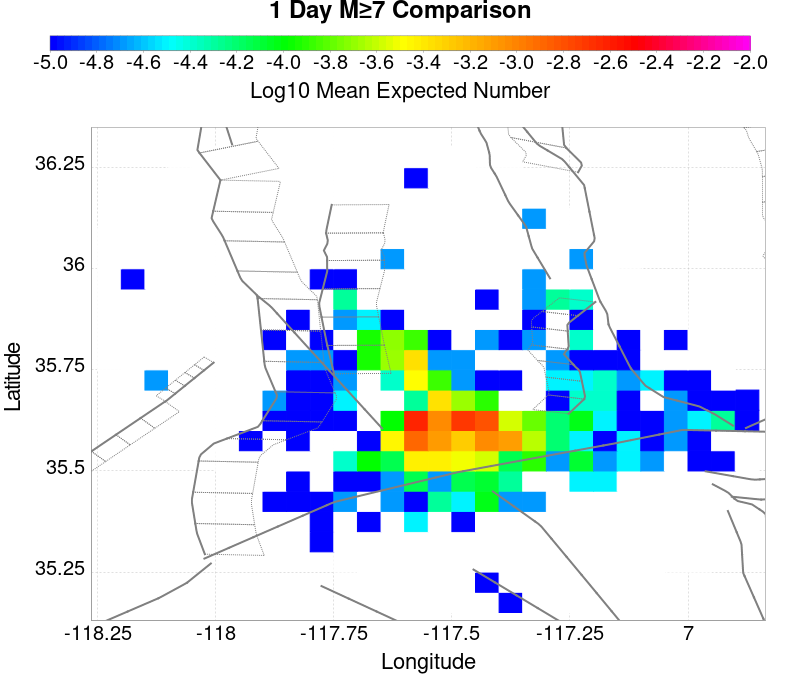 1 Day M≥7 Comparison
-5.0 -4.8 -4.6 -4.4 -4.2 -4.0 -3.8 -3.6 -3.4 -3.2 -3.0 -2.8 -2.6 -2.4 -2.2 -2.0
Log10 Mean Expected Number
36.25
36
35.75
Latitude
35.5
35.25
-118.25 -118 -117.75 -117.5 -117.25 7
Longitude